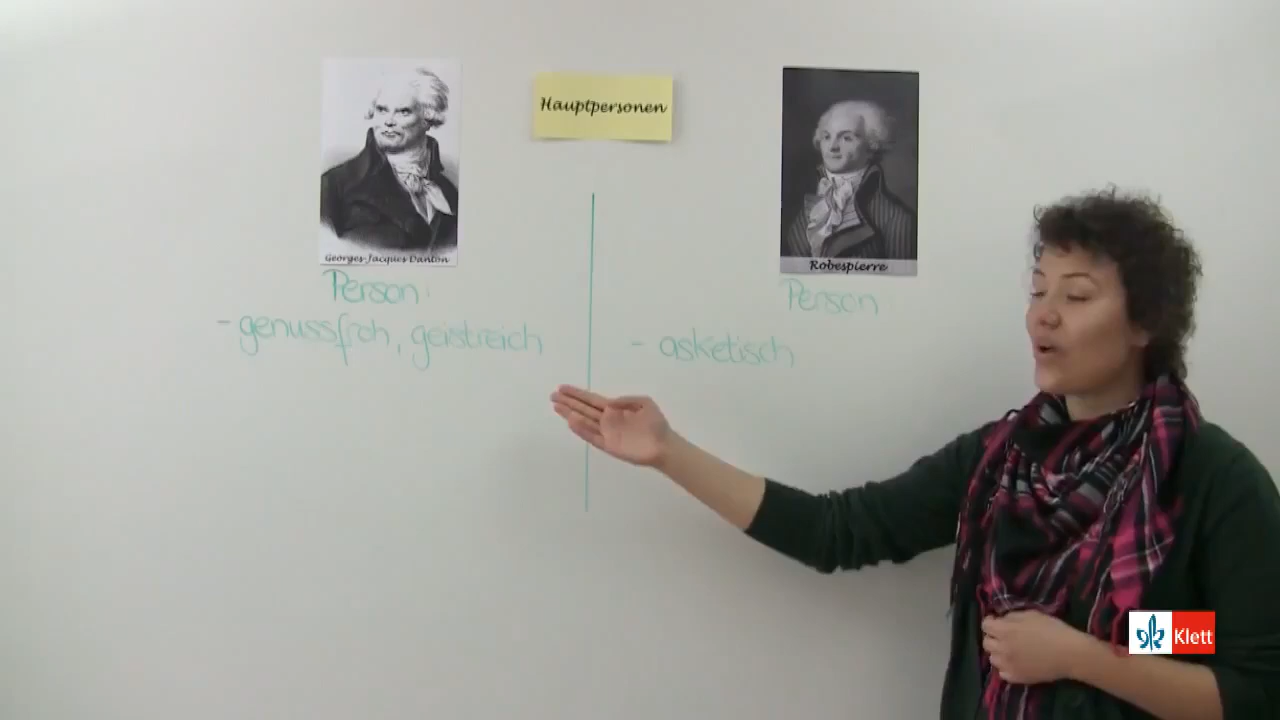 Hauptpersonen
Georges-Jacques Danton
Person:
- genussfroh, geistreich
Robespierre
Person
- asketisch
Klett